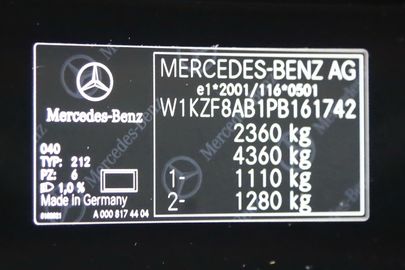 MERCEDES-BENZ AG
e1*2001/116*0501
W1KZF8AB1PB161742
2360 kg
4360 kg
1- 1110 kg
2- 1280 kg
Mercedes-Benz
040
TYP: 212
PZ: 6
1,0%
Made in Germany
A 000 817 44 04